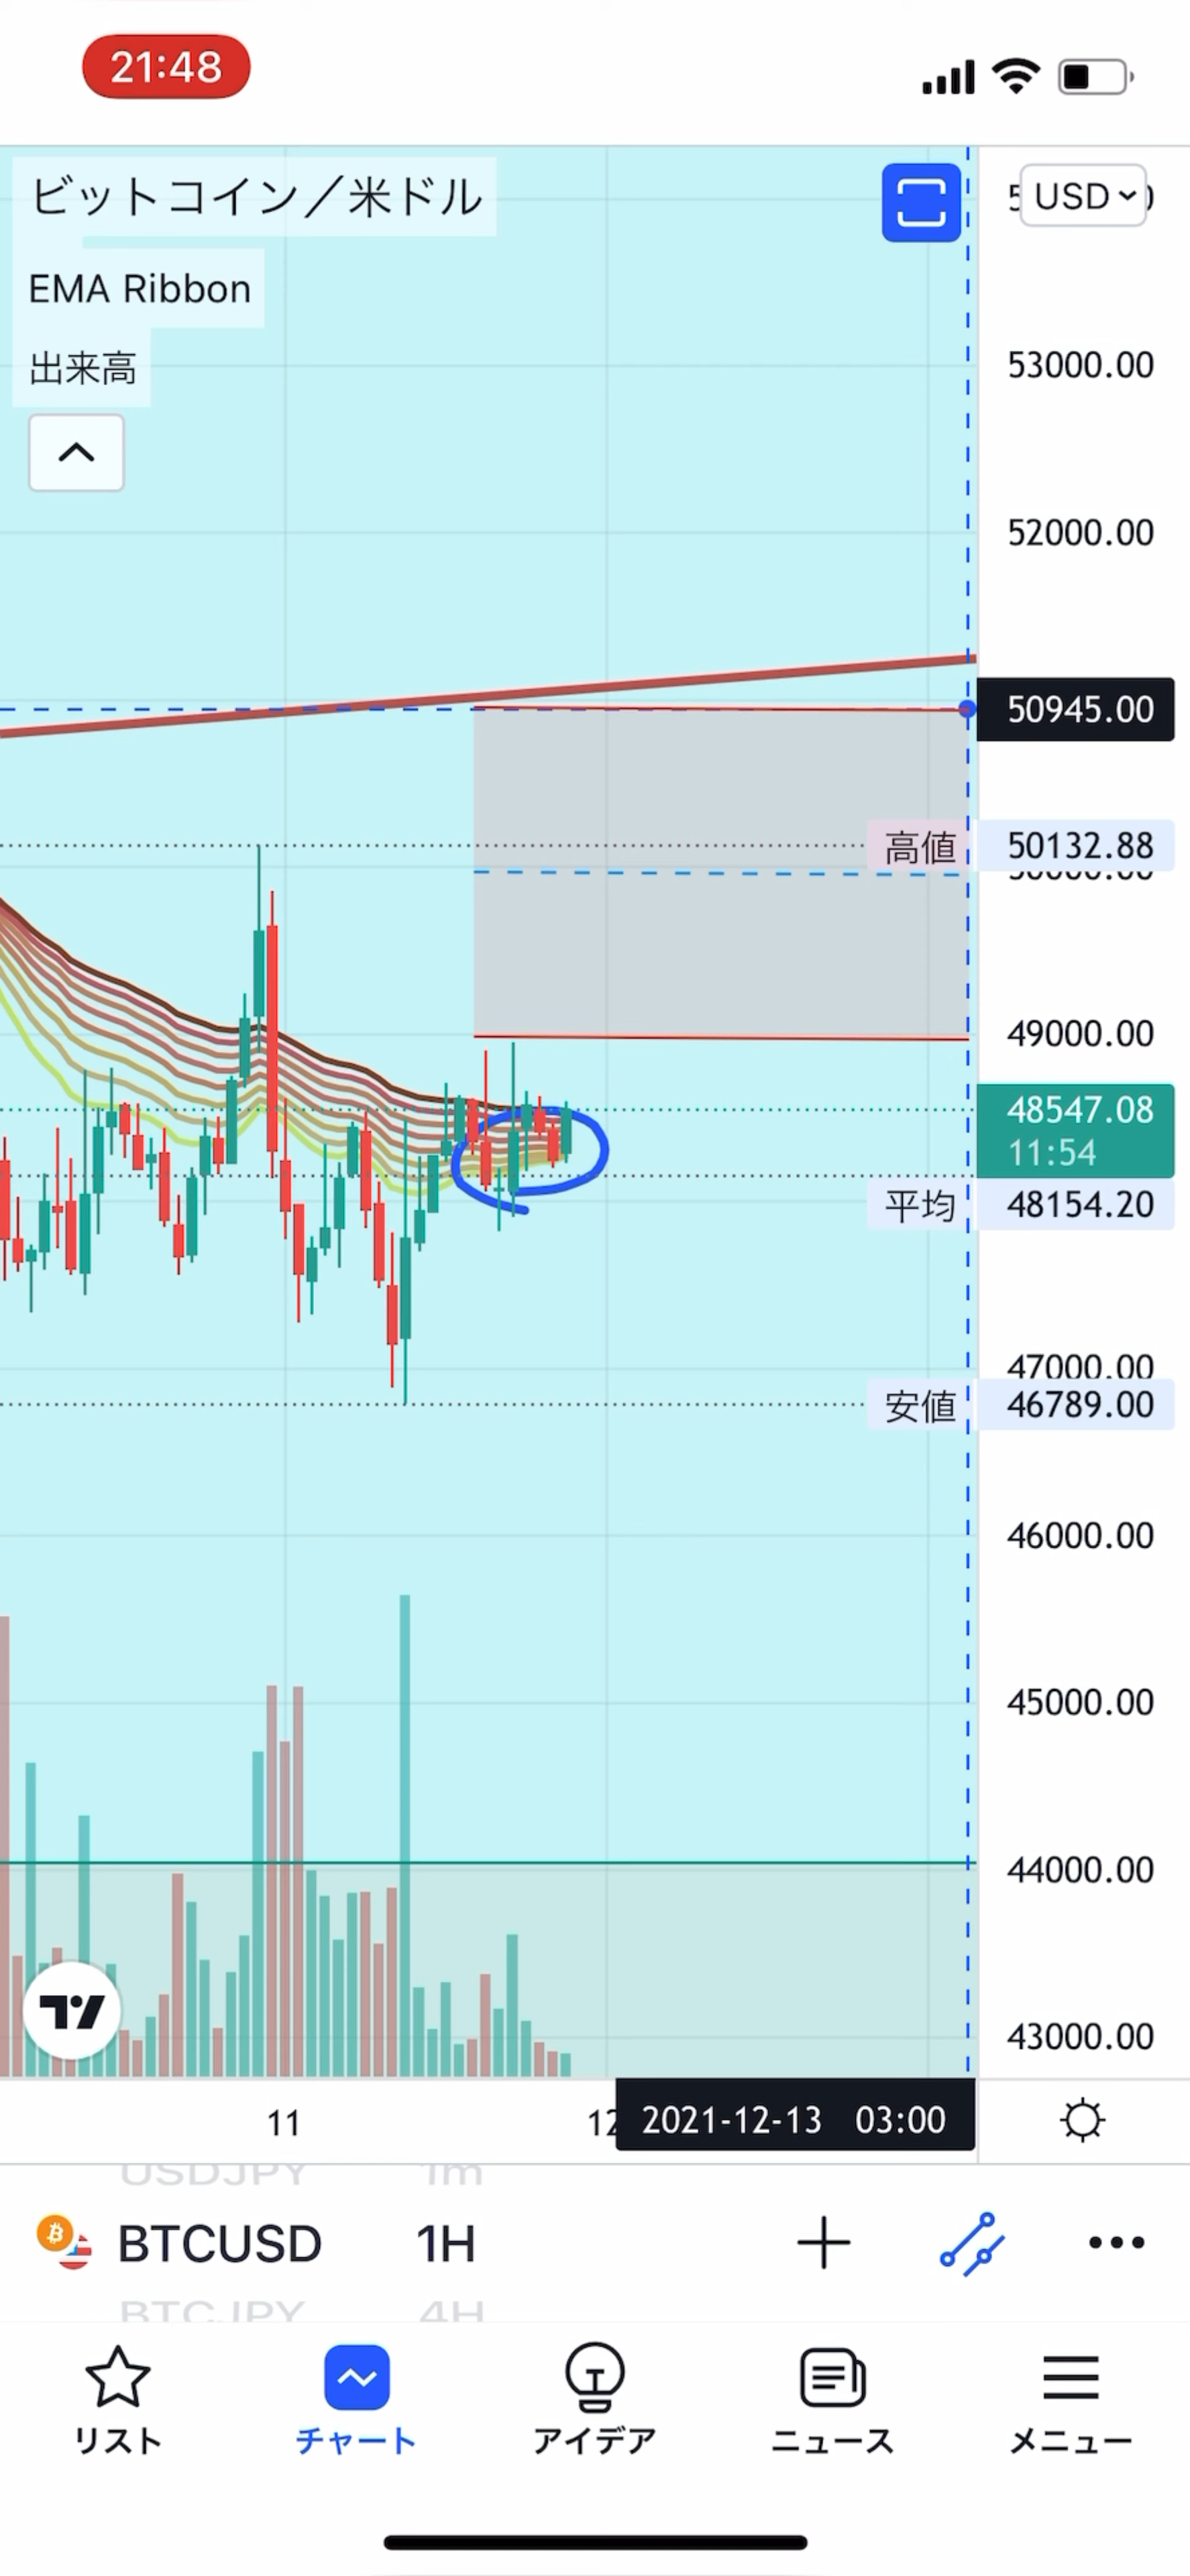 21:48
ビットコイン／米ドル
USD
EMA Ribbon
出来高
53000.00
52000.00
50945.00
高値 50132.88
49000.00
48547.08
11:54
平均 48154.20
47000.00
安値 46789.00
46000.00
45000.00
44000.00
43000.00
11
12
2021-12-13 03:00
USDJPY 1m
BTCUSD 1H
BTCJPY 4H
リスト
チャート
アイデア
ニュース
メニュー